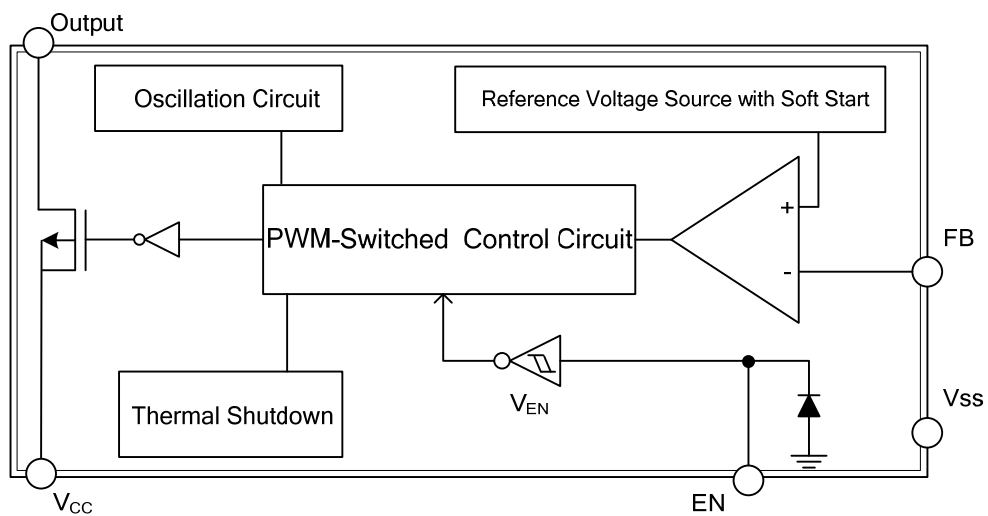 Output
Oscillation Circuit
Reference Voltage Source with Soft Start
+
PWM-Switched Control Circuit
FB
-
Thermal Shutdown
VEN
Vss
VCC
EN